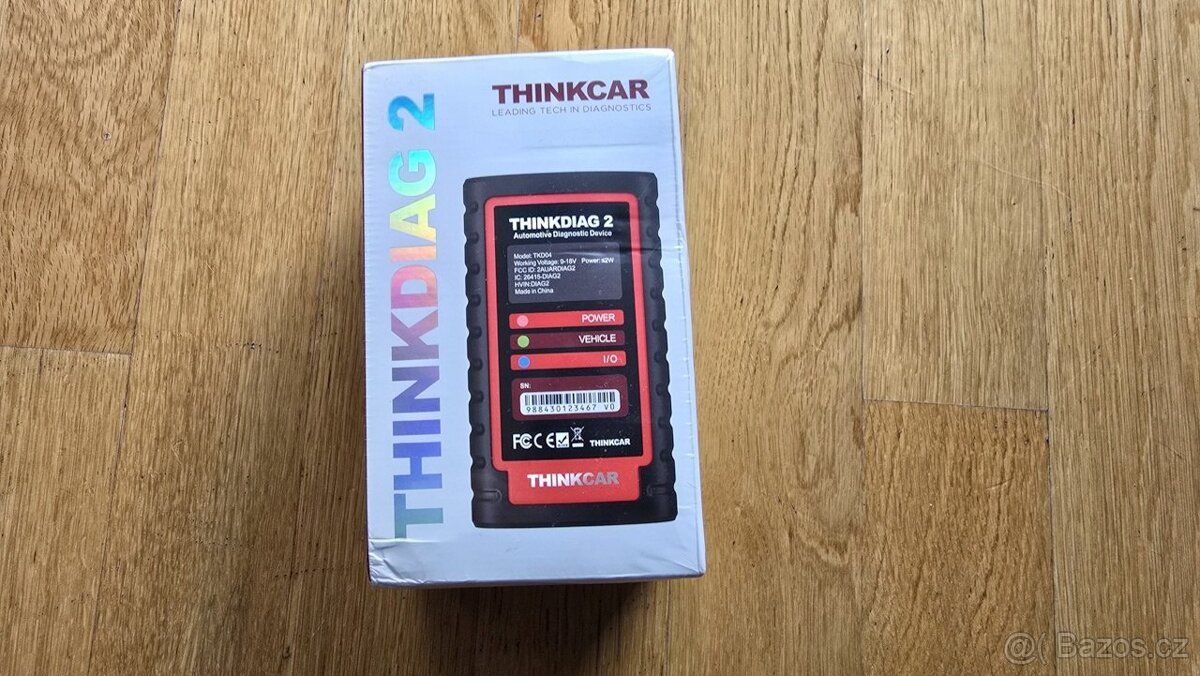 THINKCAR
LEADING TECH IN DIAGNOSTICS
THINKDIAG 2
THINKDIAG 2
Automotive Diagnostic Device
Model: TKD04
Working Voltage: 9-18V Power: ≤2W
FCC ID: 2AUARDIAG2
IC: 26415-DIAG2
HVIN:DIAG2
Made in China
POWER
VEHICLE
I/O
SN:
988430123467 V0
FC CE THINKCAR
THINKCAR
@( Bazos.cz